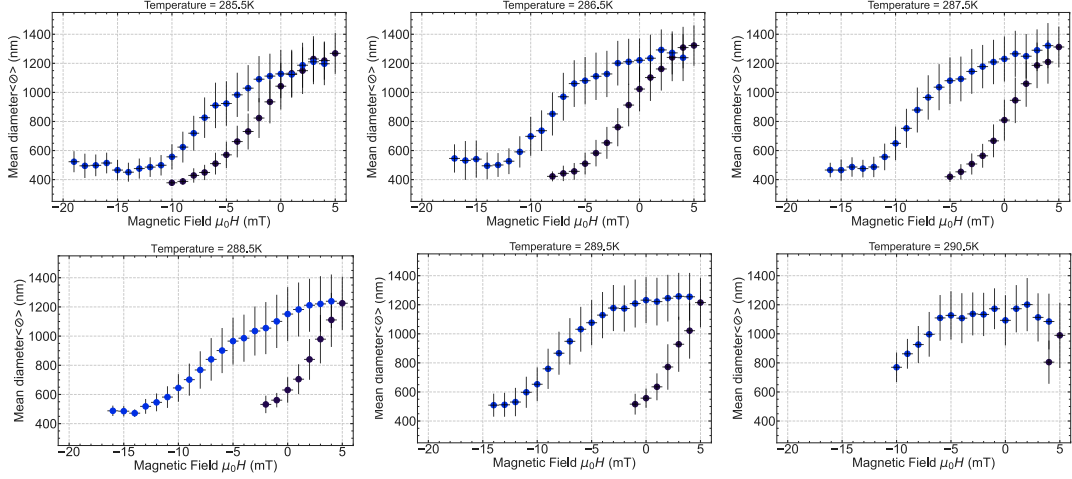 Temperature = 285.5K
Mean diameter<∅> (nm)
1400
1200
1000
800
600
400
−20 −15 −10 −5 0 5
Magnetic Field μ₀H (mT)
Temperature = 286.5K
Mean diameter<∅> (nm)
1400
1200
1000
800
600
400
−20 −15 −10 −5 0 5
Magnetic Field μ₀H (mT)
Temperature = 287.5K
Mean diameter<∅> (nm)
1400
1200
1000
800
600
400
−20 −15 −10 −5 0 5
Magnetic Field μ₀H (mT)
Temperature = 288.5K
Mean diameter<∅> (nm)
1400
1200
1000
800
600
400
−20 −15 −10 −5 0 5
Magnetic Field μ₀H (mT)
Temperature = 289.5K
Mean diameter<∅> (nm)
1400
1200
1000
800
600
400
−20 −15 −10 −5 0 5
Magnetic Field μ₀H (mT)
Temperature = 290.5K
Mean diameter<∅> (nm)
1400
1200
1000
800
600
400
−20 −15 −10 −5 0 5
Magnetic Field μ₀H (mT)